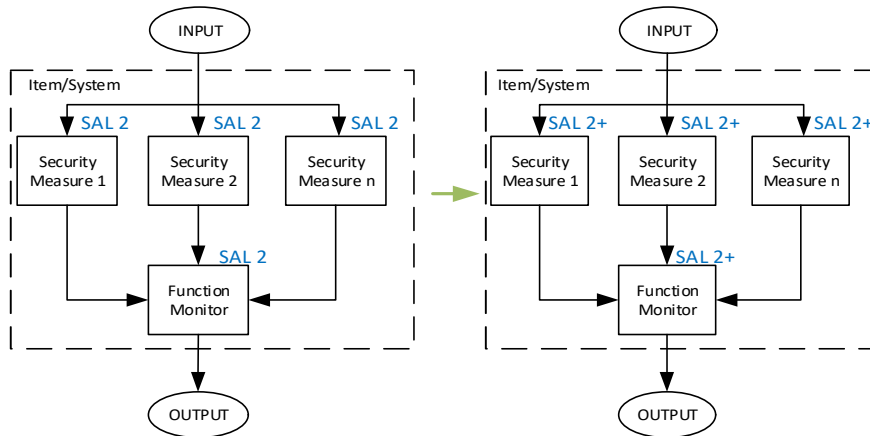 INPUT
Item/System
SAL 2
SAL 2
SAL 2
Security
Measure 1
Security
Measure 2
Security
Measure n
SAL 2
Function
Monitor
OUTPUT
INPUT
Item/System
SAL 2+
SAL 2+
SAL 2+
Security
Measure 1
Security
Measure 2
Security
Measure n
SAL 2+
Function
Monitor
OUTPUT